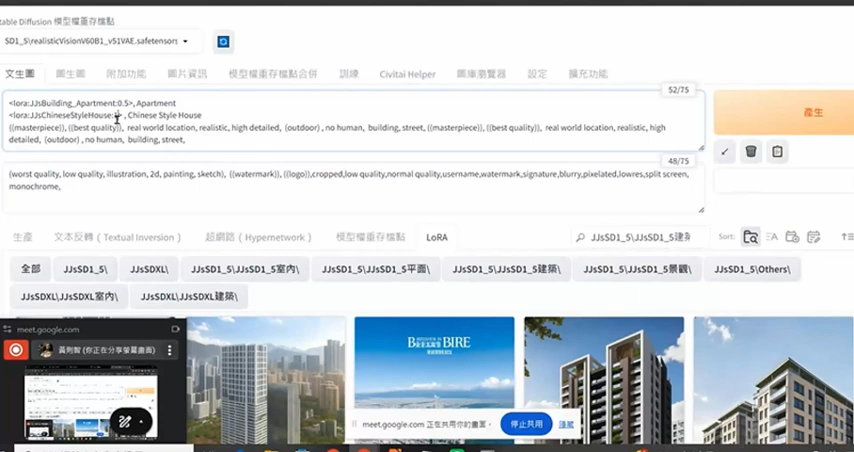 table Diffusion 模型權重存檔點
SD1_5\realisticVisionV60B1_v51VAE.safetensors
文生圖 圖生圖 附加功能 圖片資訊 模型權重存檔點合併 訓練 Civitai Helper 圖庫瀏覽器 設定 擴充功能
52/75
<lora:JJsBuilding_Apartment:0.5>, Apartment
<lora:JJsChineseStyleHouse: , Chinese Style House
((masterpiece)), ((best quality)), real world location, realistic, high detailed, (outdoor) , no human, building, street, ((masterpiece)), ((best quality)), real world location, realistic, high
detailed, (outdoor) , no human, building, street,
產生
48/75
(worst quality, low quality, illustration, 2d, painting, sketch), ((watermark)), ((logo)),cropped,low quality,normal quality,username,watermark,signature,blurry,pixelated,lowres,split screen,
monochrome,
生產 文本反轉 ( Textual Inversion ) 超網路 ( Hypernetwork ) 模型權重存檔點 LoRA
JJsSD1_5\JJsSD1_5建築
Sort:
全部 JJsSD1_5\ JJsSDXL\ JJsSD1_5\JJsSD1_5室內\ JJsSD1_5\JJsSD1_5平面\ JJsSD1_5\JJsSD1_5建築\ JJsSD1_5\JJsSD1_5景觀\ JJsSD1_5\Others\
JJsSDXL\JJsSDXL室內\ JJsSDXL\JJsSDXL建築\
meet.google.com
(你正在分享螢幕畫面)
BIRE
meet.google.com 正在共用你的畫面。
停止共用
隱藏